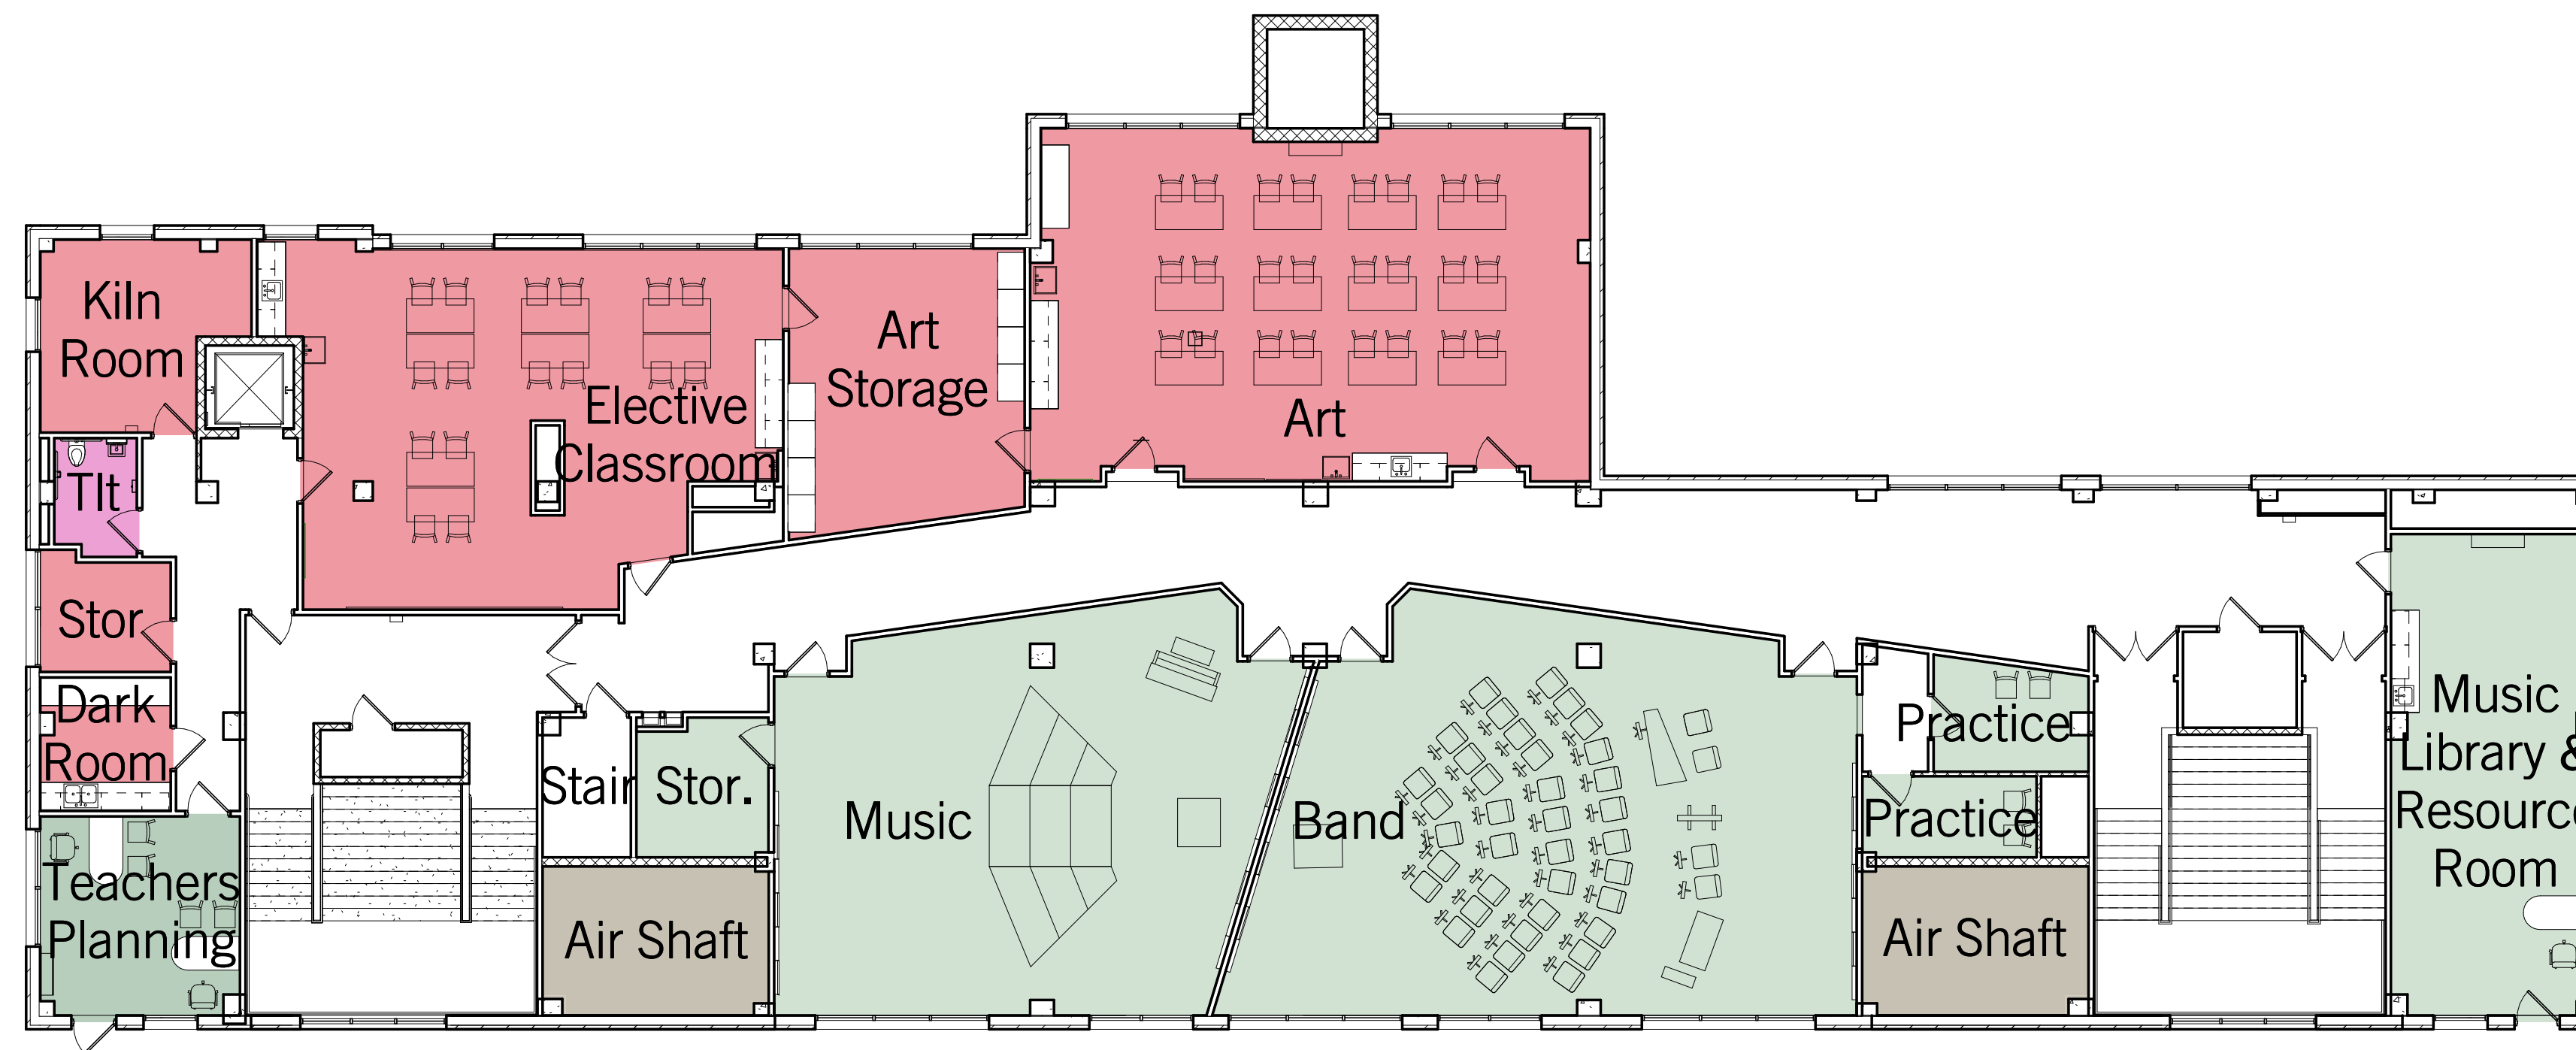 Kiln
Room
Elective
Classroom
Art
Storage
Art
Tlt
Stor
Dark
Room
Teachers
Planning
Stair
Stor.
Air Shaft
Music
Band
Practice
Practice
Air Shaft
Music
Library &
Resource
Room